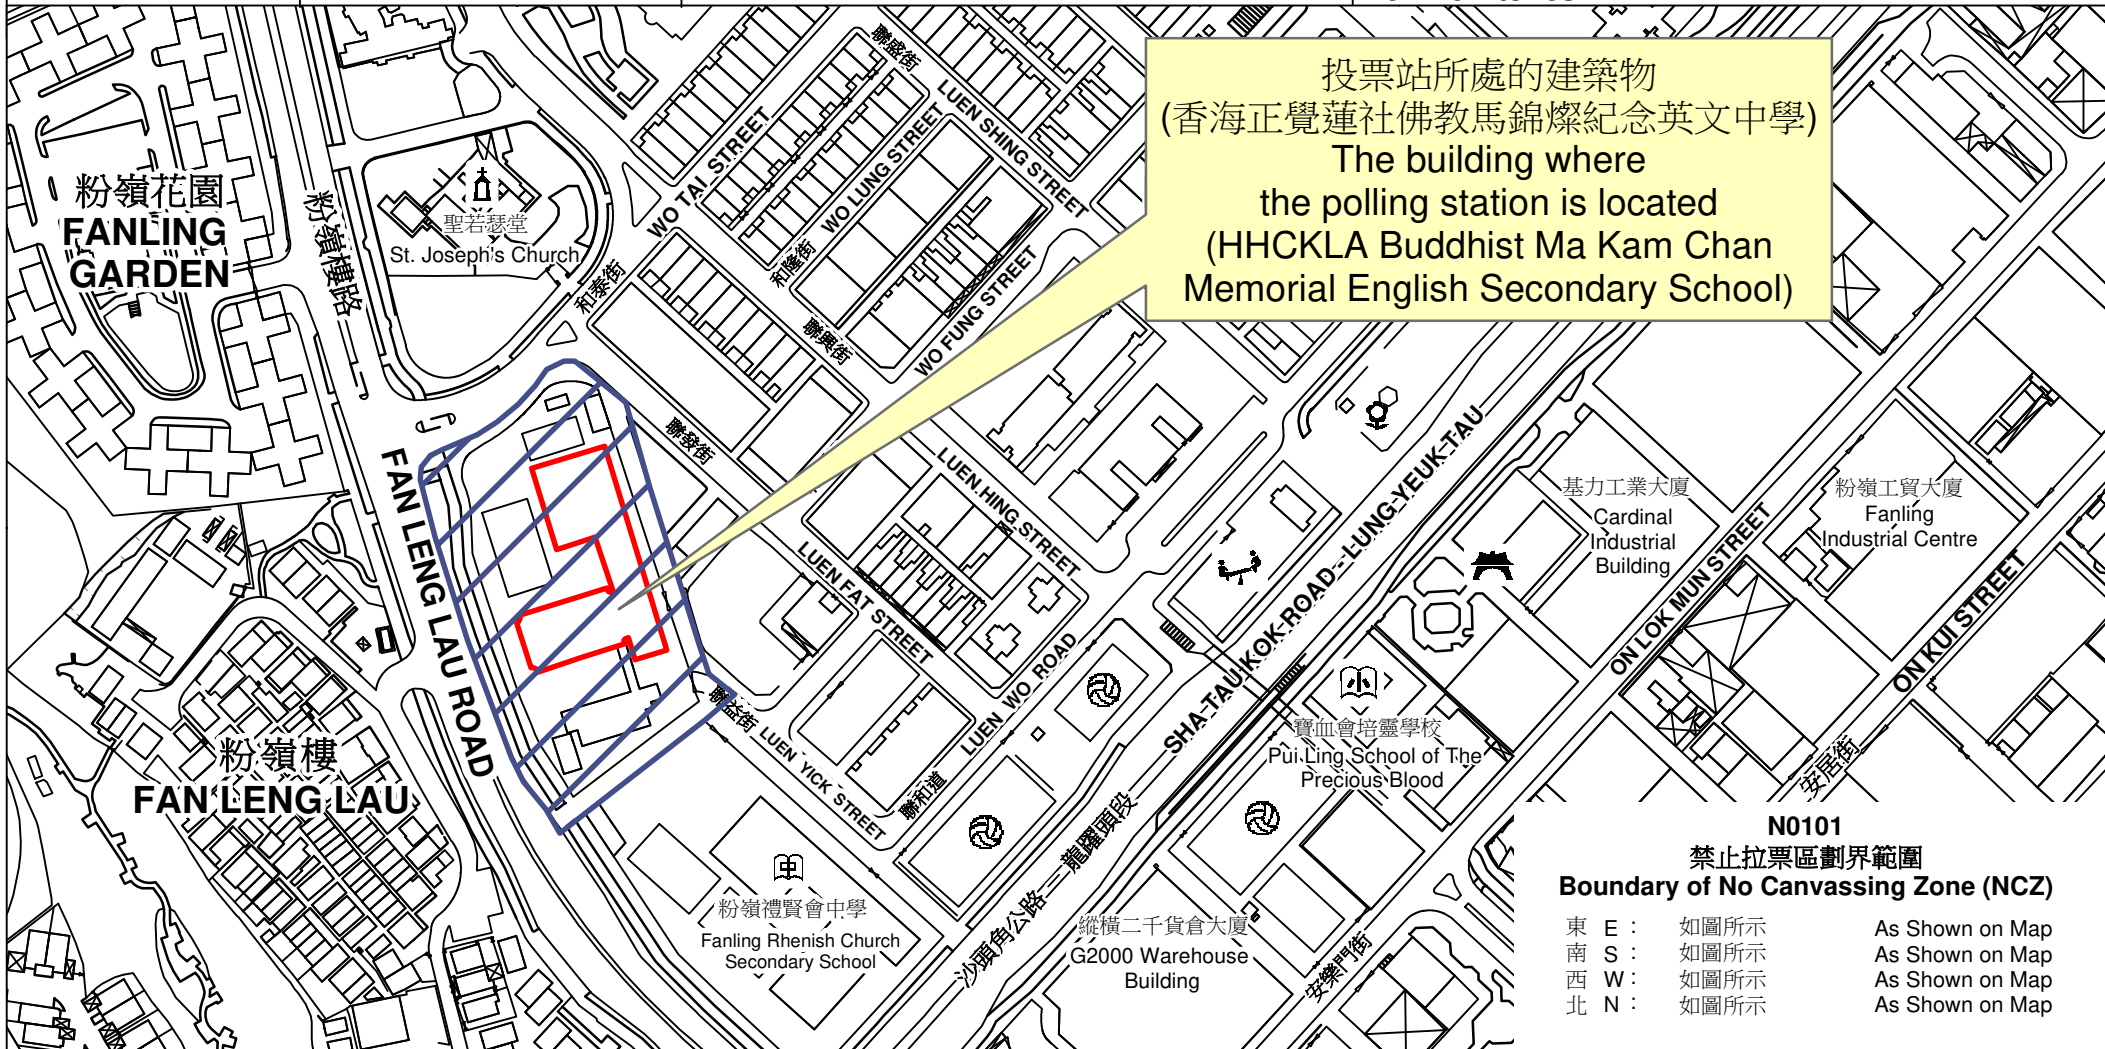 投票站所處的建築物
(香海正覺蓮社佛教馬錦燦紀念英文中學)
The building where
the polling station is located
(HHCKLA Buddhist Ma Kam Chan
Memorial English Secondary School)
聯盛街
LUEN SHING STREET
WO TAI STREET
和泰街
WO LUNG STREET
和隆街
粉嶺花園
FANLING
GARDEN
粉嶺樓路
聖若瑟堂
St. Joseph's Church
聯興街
WO FUNG STREET
聯發街
LUEN HING STREET
FAN LENG LAU ROAD
LUEN FAT STREET
SHA TAU KOK ROAD - LUNG YEUK TAU
基力工業大廈
Cardinal
Industrial
Building
粉嶺工貿大廈
Fanling
Industrial Centre
ON LOK MUN STREET
ON KUI STREET
安居街
LUEN WO ROAD
聯和道
聯益街
LUEN YICK STREET
寶血會培靈學校
Pui Ling School of The
Precious Blood
粉嶺樓
FAN LENG LAU
中
粉嶺禮賢會中學
Fanling Rhenish Church
Secondary School
沙頭角公路 — 龍躍頭段
縱橫二千貨倉大廈
G2000 Warehouse
Building
安樂門街
N0101
禁止拉票區劃界範圍
Boundary of No Canvassing Zone (NCZ)
東 E : 如圖所示 As Shown on Map
南 S : 如圖所示 As Shown on Map
西 W : 如圖所示 As Shown on Map
北 N : 如圖所示 As Shown on Map